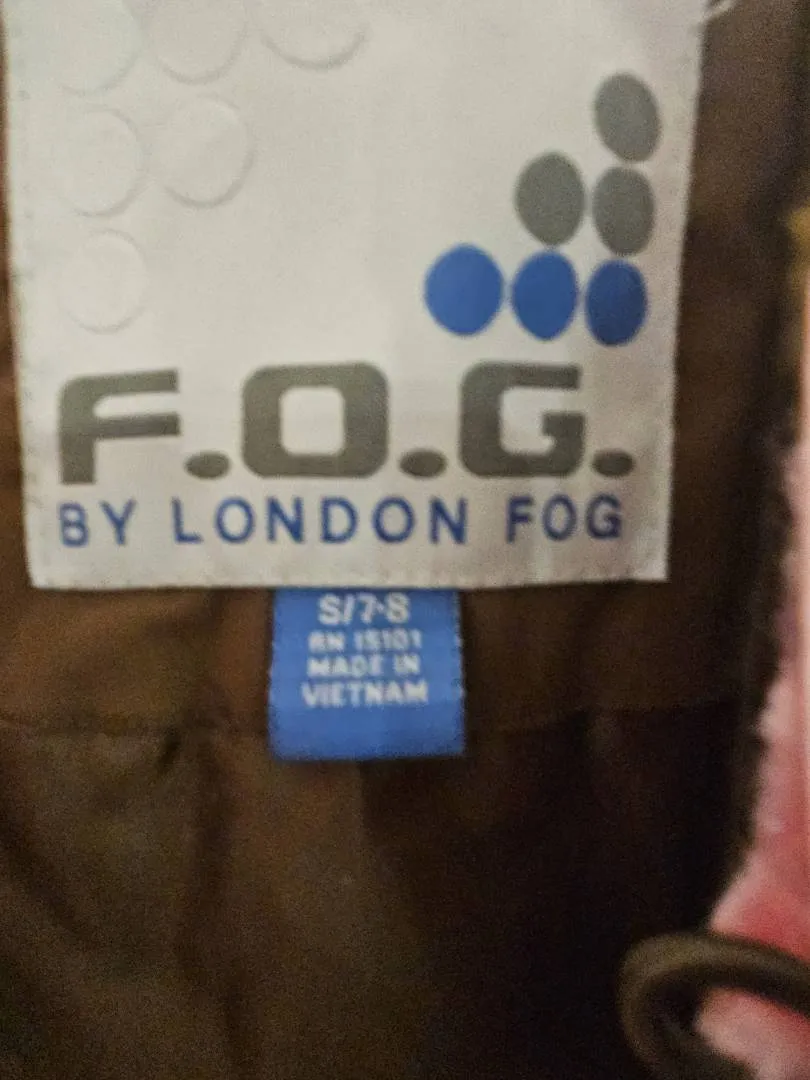 F.O.G.
BY LONDON FOG
S/7-8
RN 15101
MADE IN
VIETNAM